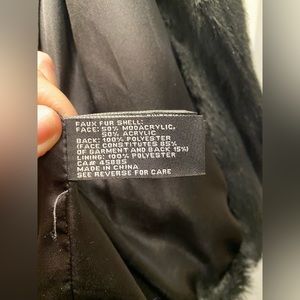 FAUX FUR SHELL:
FACE: 50% MODACRYLIC,
50% ACRYLIC
BACK: 100% POLYESTER
(FACE CONSTITUTES 85%
OF GARMENT AND BACK 15%)
LINING: 100% POLYESTER
CA# 45885
MADE IN CHINA
SEE REVERSE FOR CARE